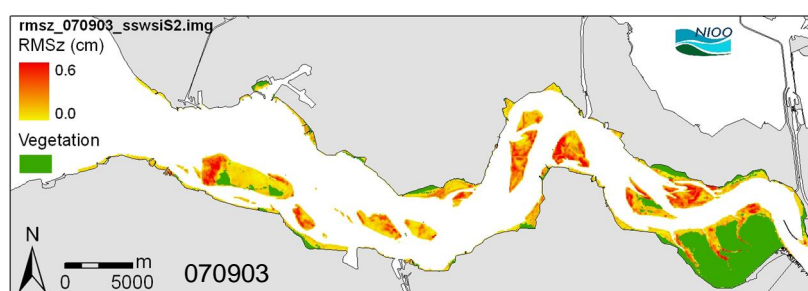 rmsz_070903_sswsiS2.img
RMSz (cm)
0.6
0.0
Vegetation
N
0 5000 m
070903
NIOO